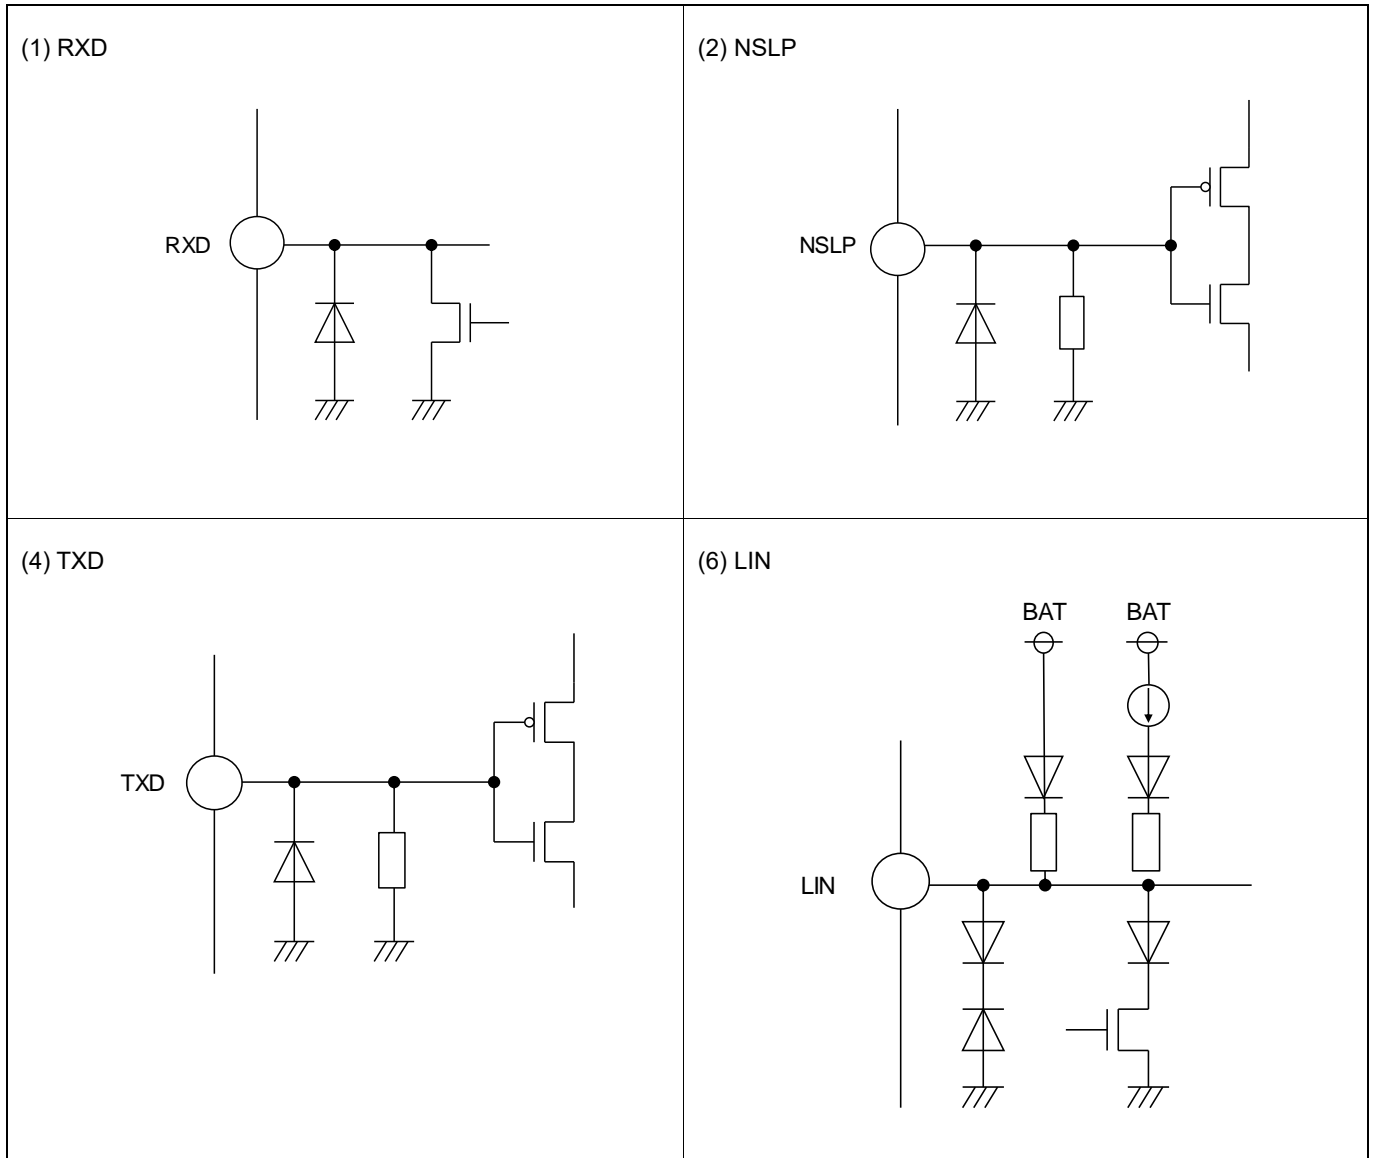 (1) RXD
(2) NSLP
RXD
NSLP
(4) TXD
(6) LIN
BAT BAT
TXD
LIN